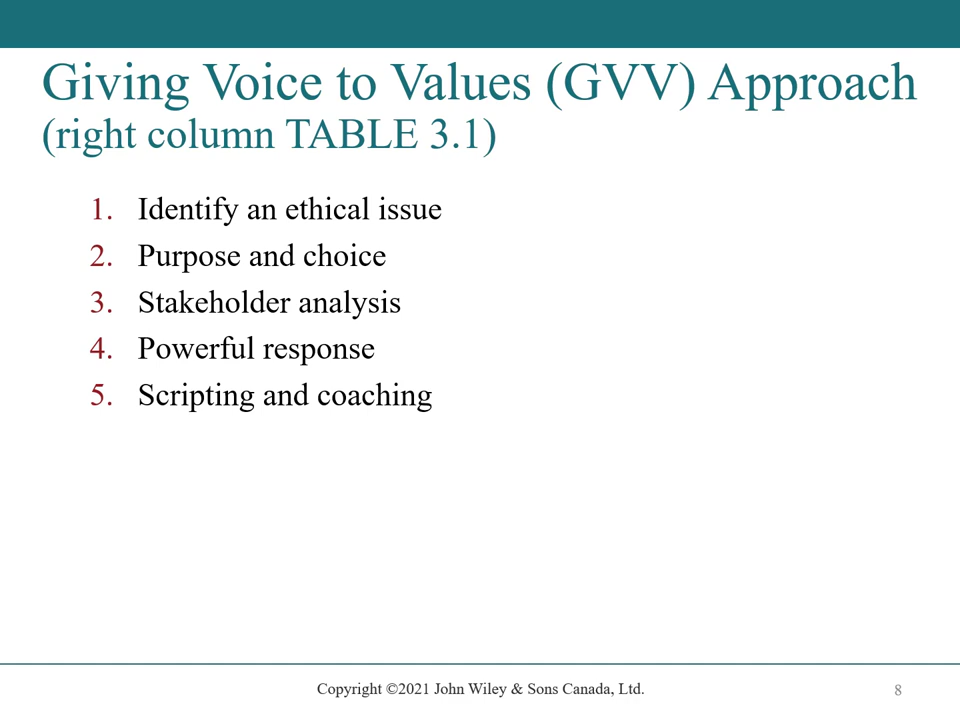 Giving Voice to Values (GVV) Approach
(right column TABLE 3.1)
1. Identify an ethical issue
2. Purpose and choice
3. Stakeholder analysis
4. Powerful response
5. Scripting and coaching
Copyright ©2021 John Wiley & Sons Canada, Ltd.
8